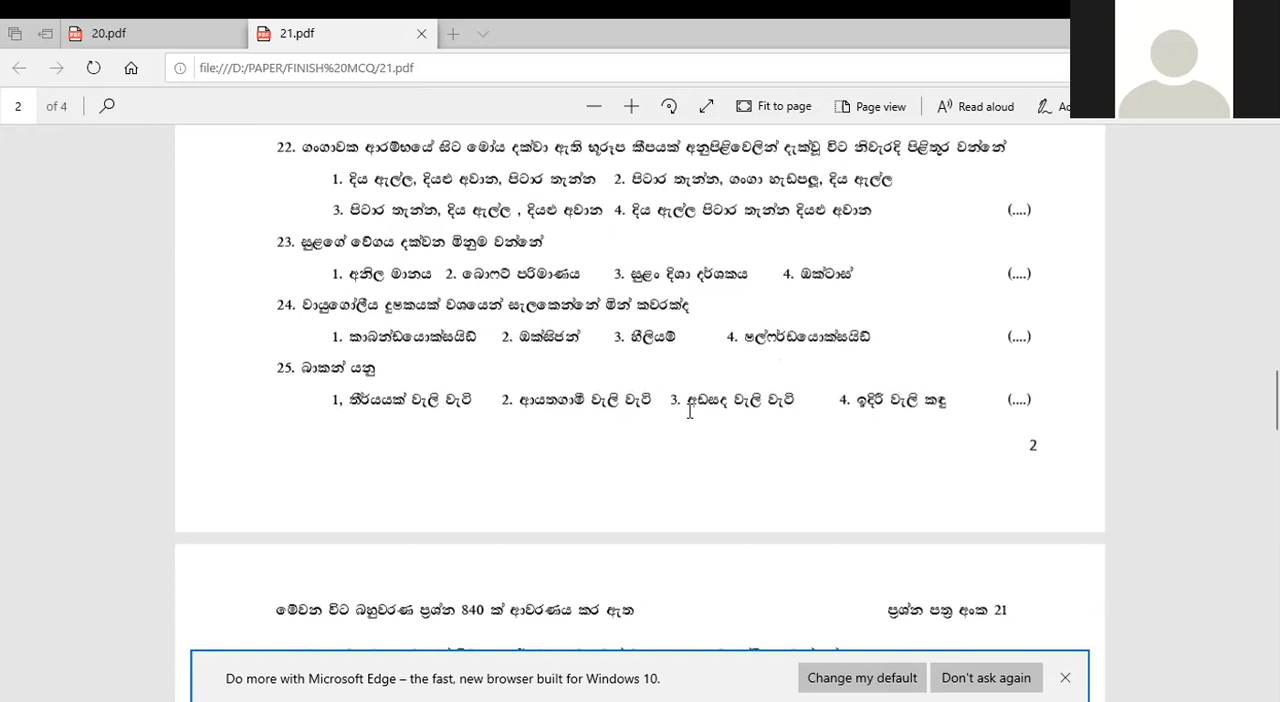 20.pdf 21.pdf
file:///D:/PAPER/FINISH%20MCQ/21.pdf
2 of 4 Fit to page Page view Read aloud
22. ගංගාවක ආරම්භයේ සිට මෝය දක්වා ඇති භූරූප කීපයක් අනුපිළිවෙලින් දැක්වූ විට නිවැරදි පිළිතුර වන්නේ
1. දිය ඇල්ල, දියළු අවාන, පිටාර තැන්න 2. පිටාර තැන්න, ගංගා හැඩපලූ, දිය ඇල්ල
3. පිටාර තැන්න, දිය ඇල්ල , දියළු අවාන 4. දිය ඇල්ල පිටාර තැන්න දියළු අවාන (....)
23. සුළගේ වේගය දක්වන මිනුම වන්නේ
1. අනිල මානය 2. බොෆට් පරිමාණය 3. සුළං දිශා දර්ශකය 4. ඔක්ටාස් (....)
24. වායුගෝලීය දුෂකයක් වශයෙන් සැලකෙන්නේ මින් කවරක්ද
1. කාබන්ඩයොක්සයිඩ් 2. ඔක්සිජන් 3. හීලියම් 4. ෂල්ෆර්ඩයොක්සයිඩ් (....)
25. බාකන් යනු
1, තීර්යයක් වැලි වැටි 2. ආයතගාමී වැලි වැටි 3. අඩසද වැලි වැටි 4. ඉදිරි වැලි කඳු (....)
2
මේවන විට බහුවරණ ප්‍රශ්න 840 ක් ආවරණය කර ඇත ප්‍රශ්න පත්‍ර අංක 21
Do more with Microsoft Edge – the fast, new browser built for Windows 10. Change my default Don't ask again